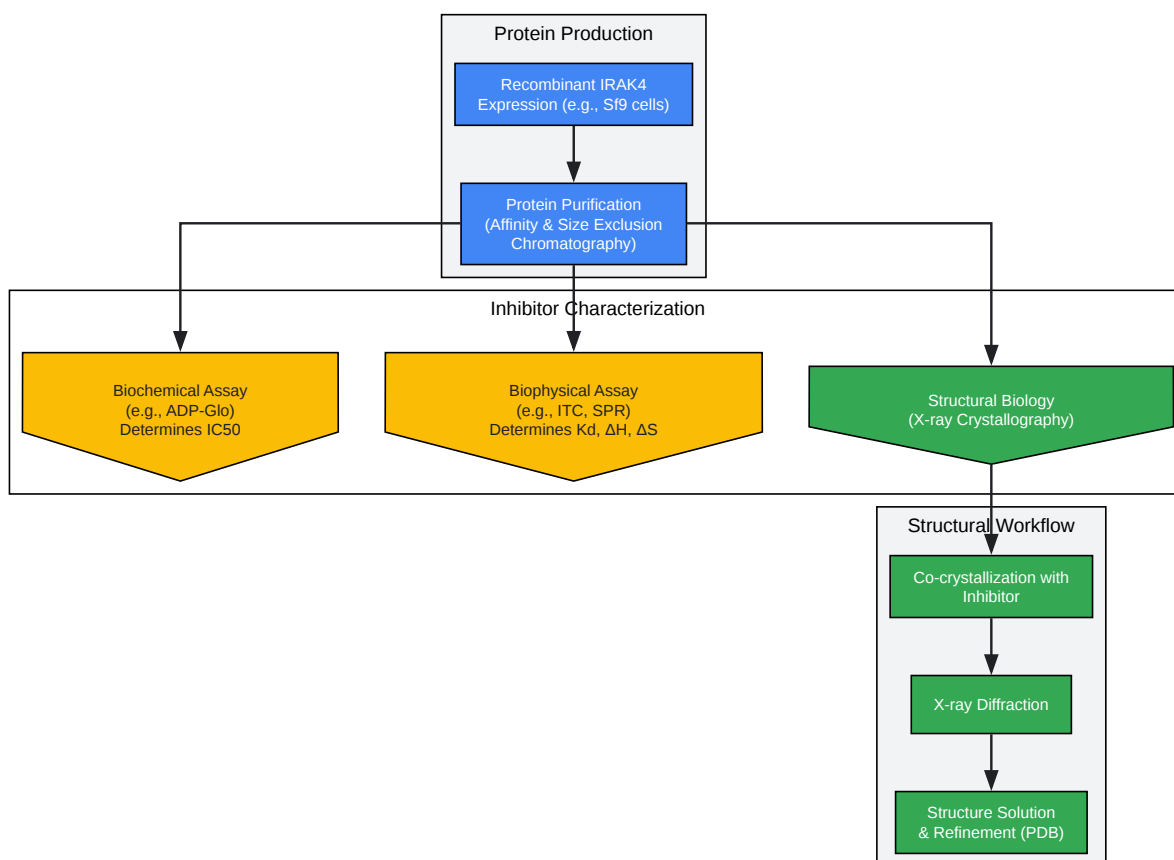 Protein Production
Recombinant IRAK4
Expression (e.g., Sf9 cells)
Protein Purification
(Affinity & Size Exclusion
Chromatography)
Inhibitor Characterization
Biochemical Assay
(e.g., ADP-Glo)
Determines IC50
Biophysical Assay
(e.g., ITC, SPR)
Determines Kd, ΔH, ΔS
Structural Biology
(X-ray Crystallography)
Structural Workflow
Co-crystallization with
Inhibitor
X-ray Diffraction
Structure Solution
& Refinement (PDB)